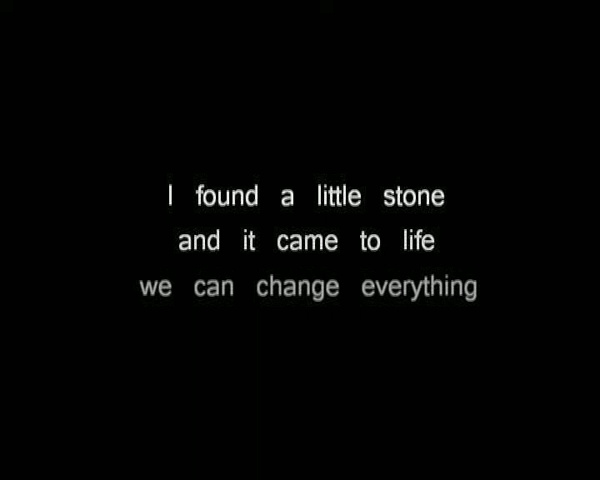 I found a little stone
and it came to life
we can change everything